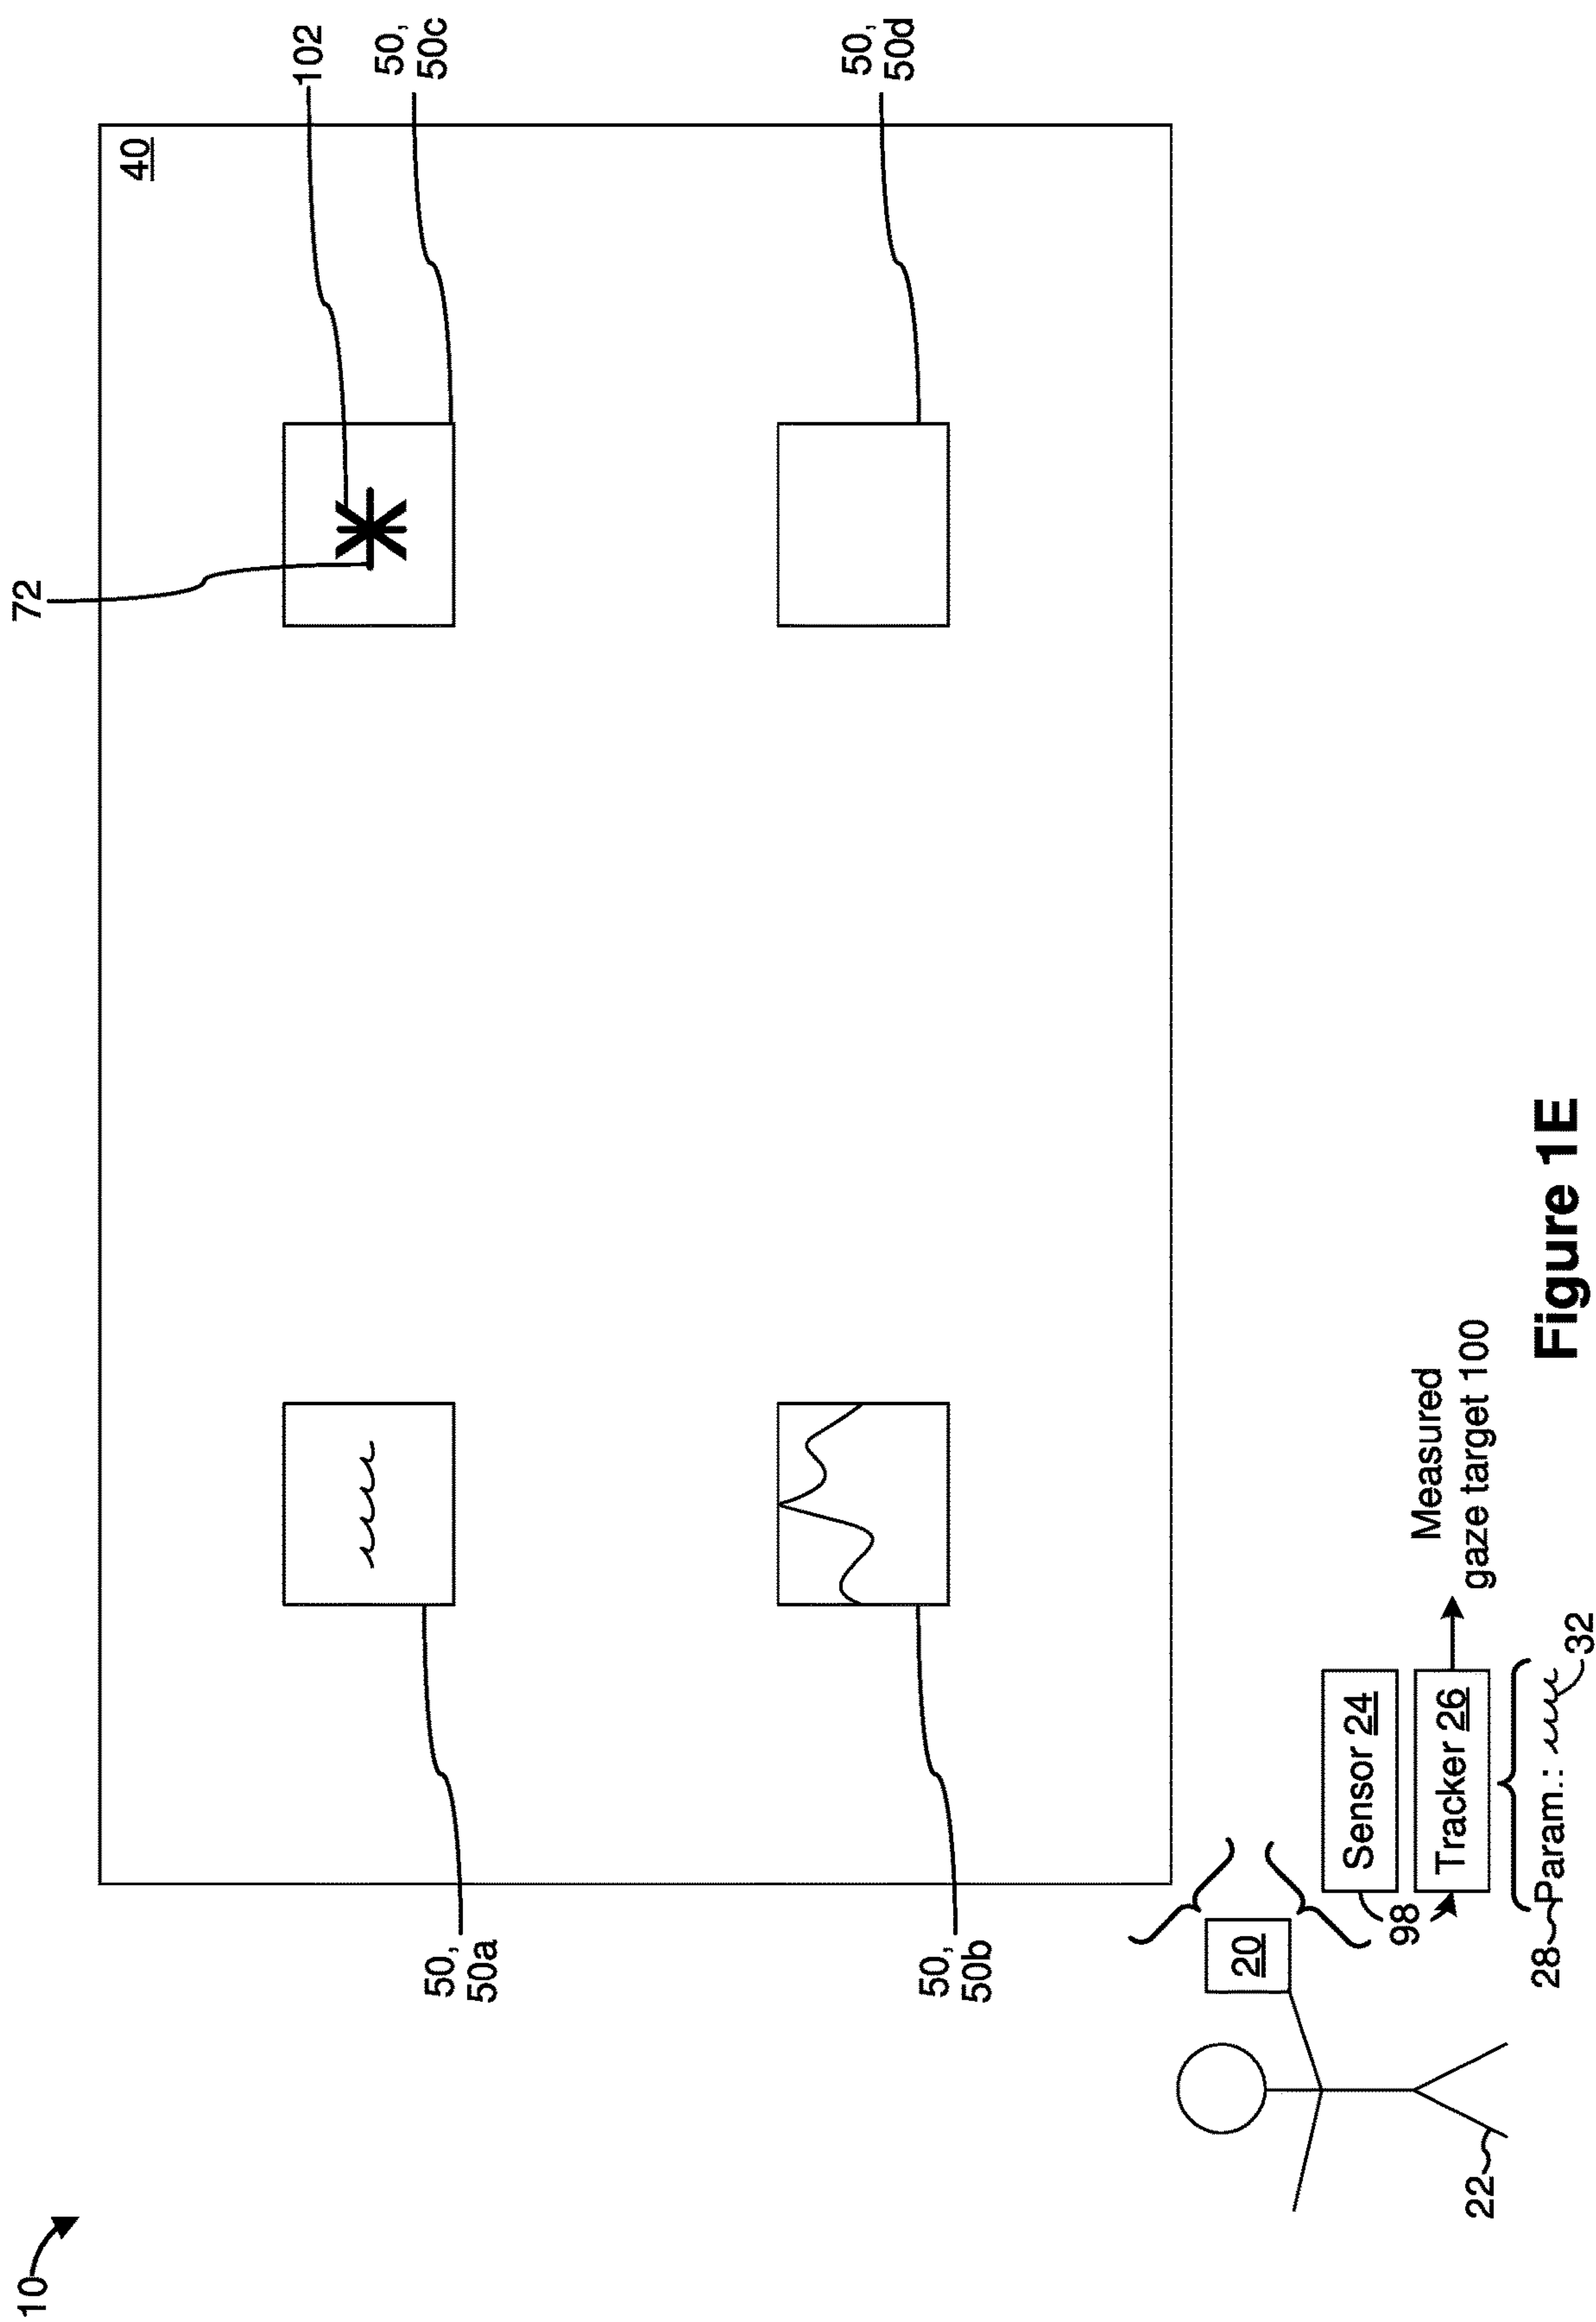 10
72
40
102
50,
50c
50,
50d
50,
50a
50,
50b
20
22
Sensor 24
98
Tracker 26
Measured
gaze target 100
28
Param.:
32
Figure 1E